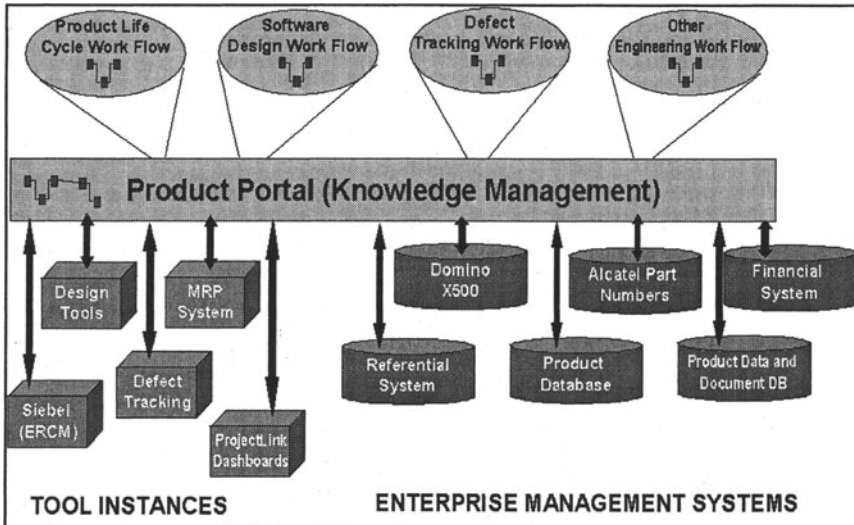 Product Life
Cycle Work Flow
Software
Design Work Flow
Defect
Tracking Work Flow
Other
Engineering Work Flow
Product Portal (Knowledge Management)
Design
Tools
MRP
System
Domino
X500
Alcatel Part
Numbers
Financial
System
Siebel
(ERCM)
Defect
Tracking
ProjectLink
Dashboards
Referential
System
Product
Database
Product Data and
Document DB
TOOL INSTANCES
ENTERPRISE MANAGEMENT SYSTEMS